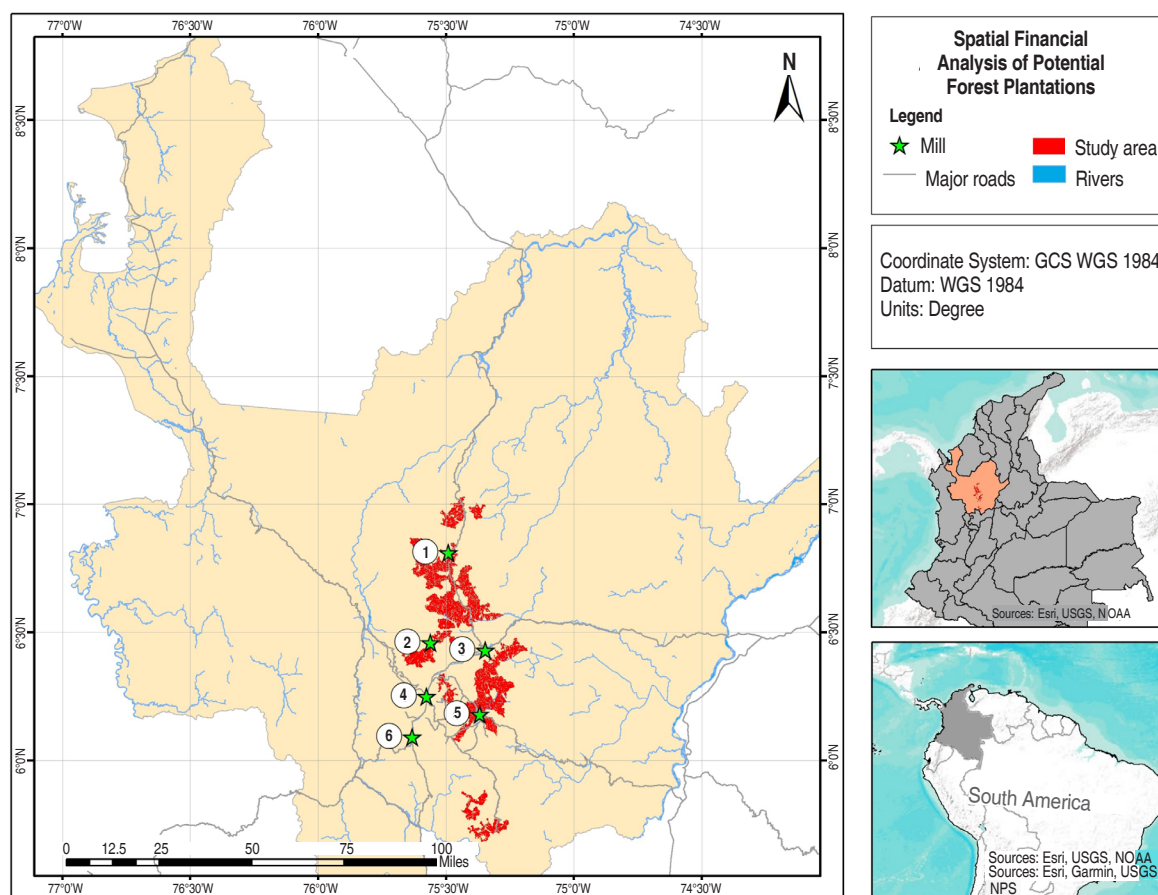 77°0'W 76°30'W 76°0'W 75°30'W 75°0'W 74°30'W
N
8°30'N 8°30'N
8°0'N 8°0'N
7°30'N 7°30'N
7°0'N 7°0'N
1
2
3
6°30'N 6°30'N
4
5
6
6°0'N 6°0'N
0 12.5 25 50 75 100
Miles
77°0'W 76°30'W 76°0'W 75°30'W 75°0'W 74°30'W
Spatial Financial
Analysis of Potential
Forest Plantations
Legend
Mill Study area
Major roads Rivers
Coordinate System: GCS WGS 1984
Datum: WGS 1984
Units: Degree
Sources: Esri, USGS, NOAA
South America
Sources: Esri, USGS, NOAA
Sources: Esri, Garmin, USGS
NPS